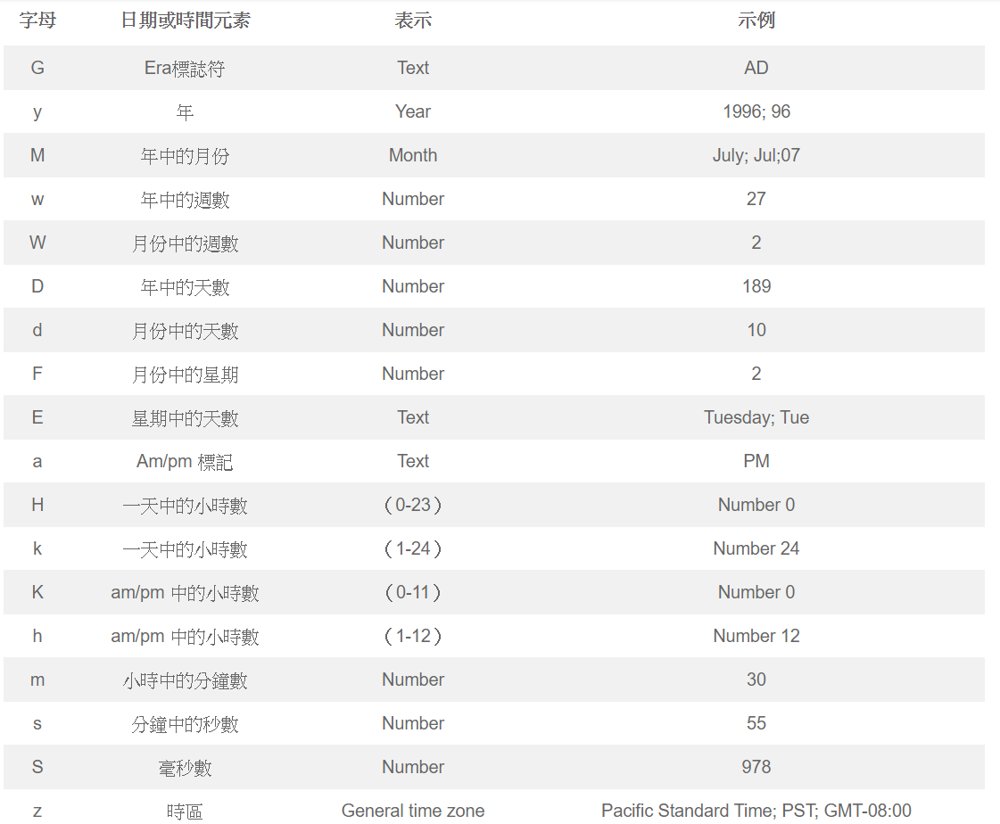 字母 日期或時間元素 表示 示例
G Era標誌符 Text AD
y 年 Year 1996; 96
M 年中的月份 Month July; Jul;07
w 年中的週數 Number 27
W 月份中的週數 Number 2
D 年中的天數 Number 189
d 月份中的天數 Number 10
F 月份中的星期 Number 2
E 星期中的天數 Text Tuesday; Tue
a Am/pm 標記 Text PM
H 一天中的小時數 （0-23） Number 0
k 一天中的小時數 （1-24） Number 24
K am/pm 中的小時數 （0-11） Number 0
h am/pm 中的小時數 （1-12） Number 12
m 小時中的分鐘數 Number 30
s 分鐘中的秒數 Number 55
S 毫秒數 Number 978
z 時區 General time zone Pacific Standard Time; PST; GMT-08:00